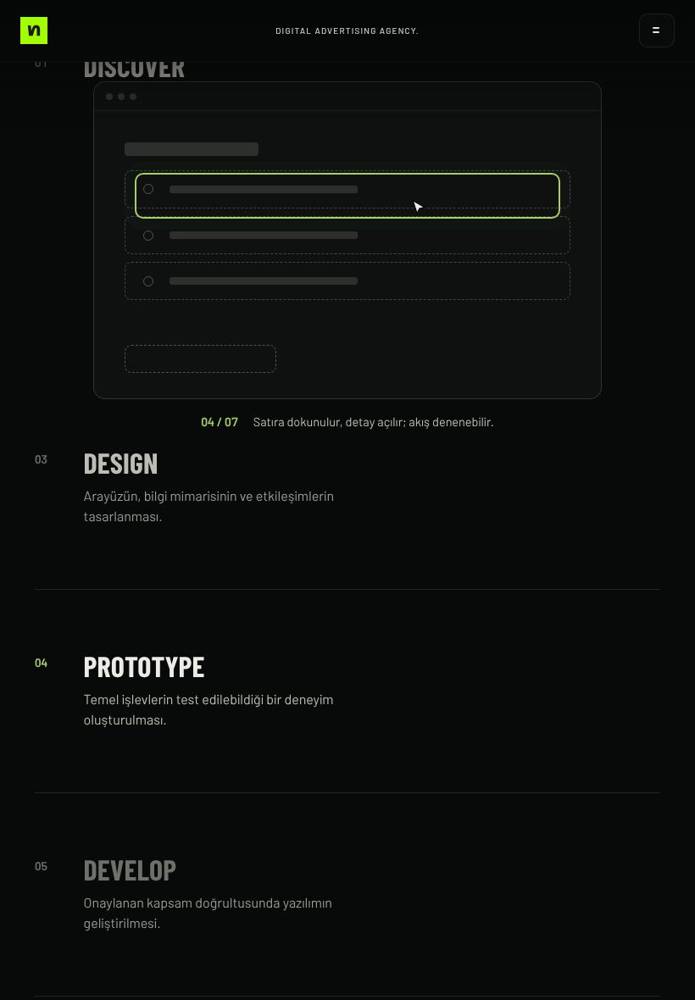 DIGITAL ADVERTISING AGENCY.
01
DISCOVER
04 / 07 Satıra dokunulur, detay açılır; akış denenebilir.
03
DESIGN
Arayüzün, bilgi mimarisinin ve etkileşimlerin
tasarlanması.
04
PROTOTYPE
Temel işlevlerin test edilebildiği bir deneyim
oluşturulması.
05
DEVELOP
Onaylanan kapsam doğrultusunda yazılımın
geliştirilmesi.